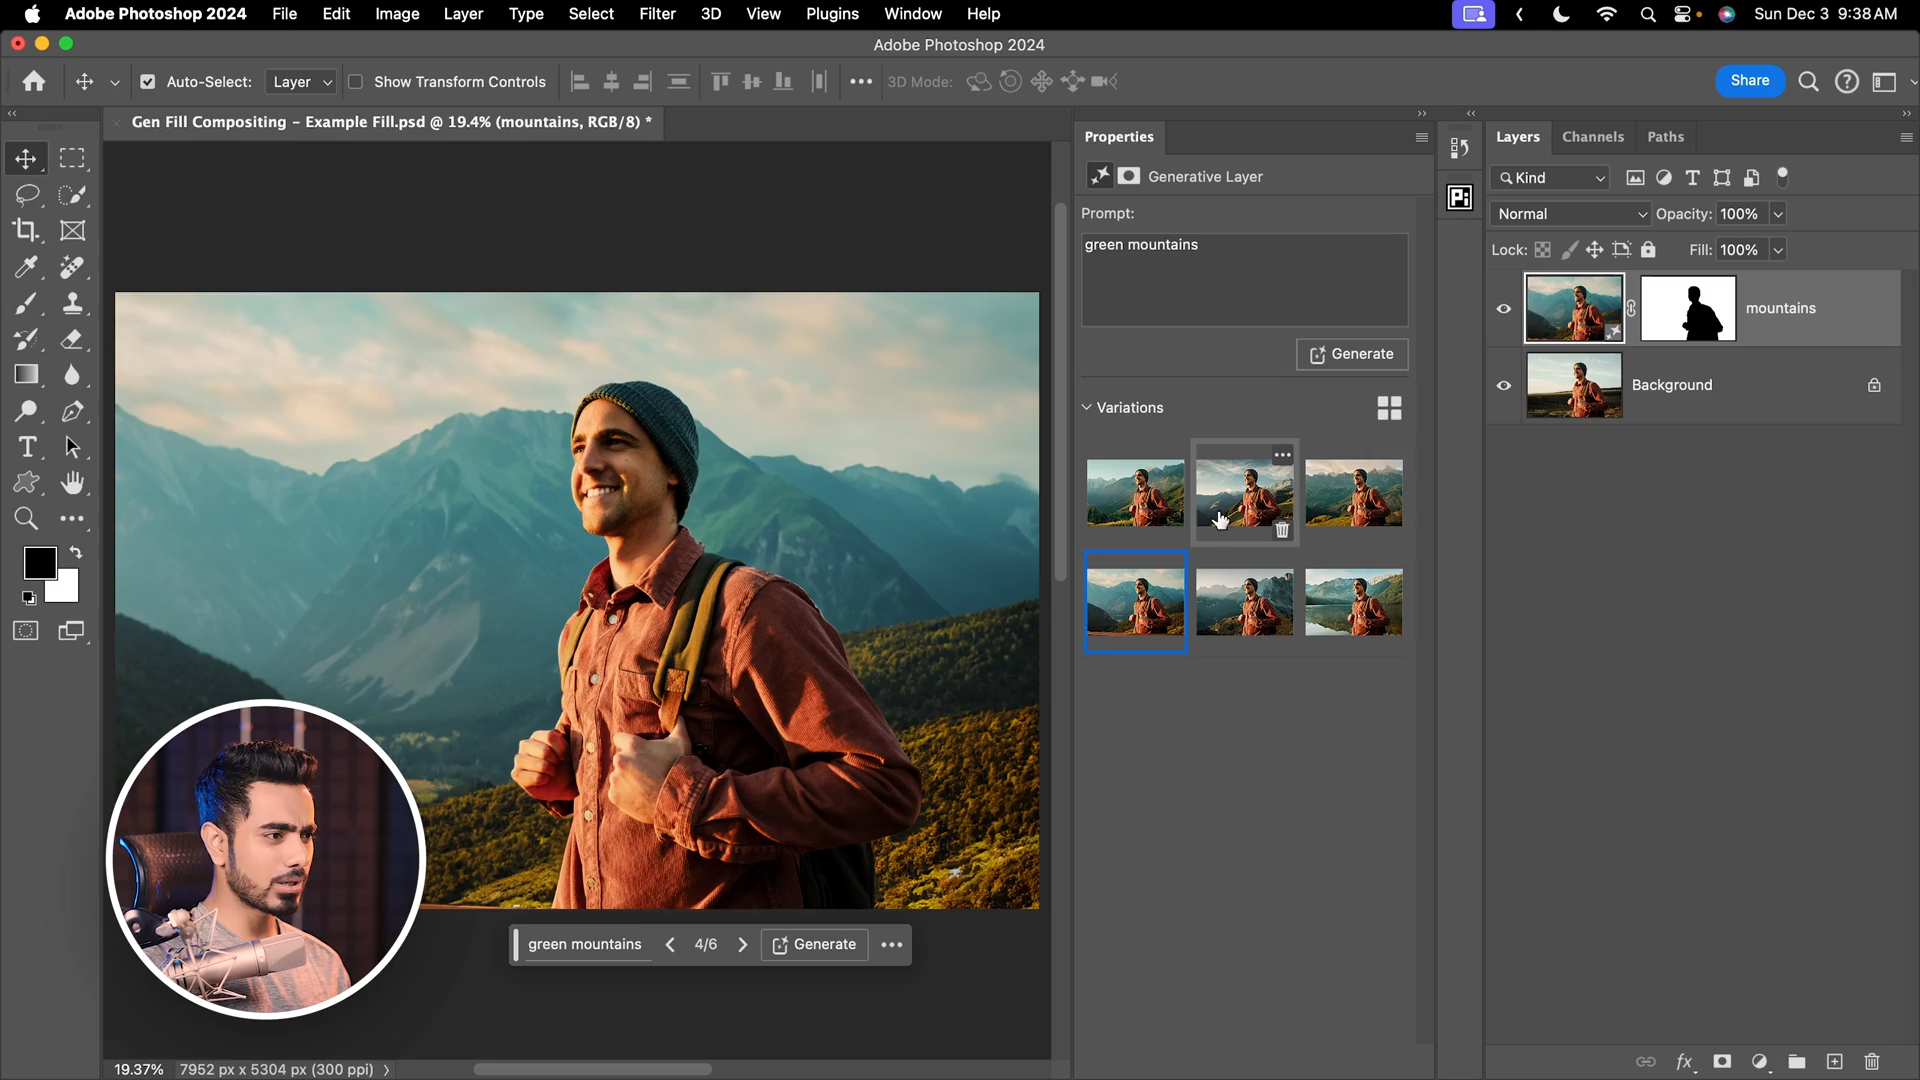 Adobe Photoshop 2024 File Edit Image Layer Type Select Filter 3D View Plugins Window Help Sun Dec 3 9:38 AM
Adobe Photoshop 2024
Auto-Select: Layer Show Transform Controls 3D Mode: Share
Gen Fill Compositing – Example Fill.psd @ 19.4% (mountains, RGB/8) *
Properties
Generative Layer
Prompt:
green mountains
Generate
Variations
Pi
Layers Channels Paths
Kind
Normal Opacity: 100%
Lock: Fill: 100%
mountains
Background
green mountains 4/6 Generate
19.37% 7952 px x 5304 px (300 ppi)
fx